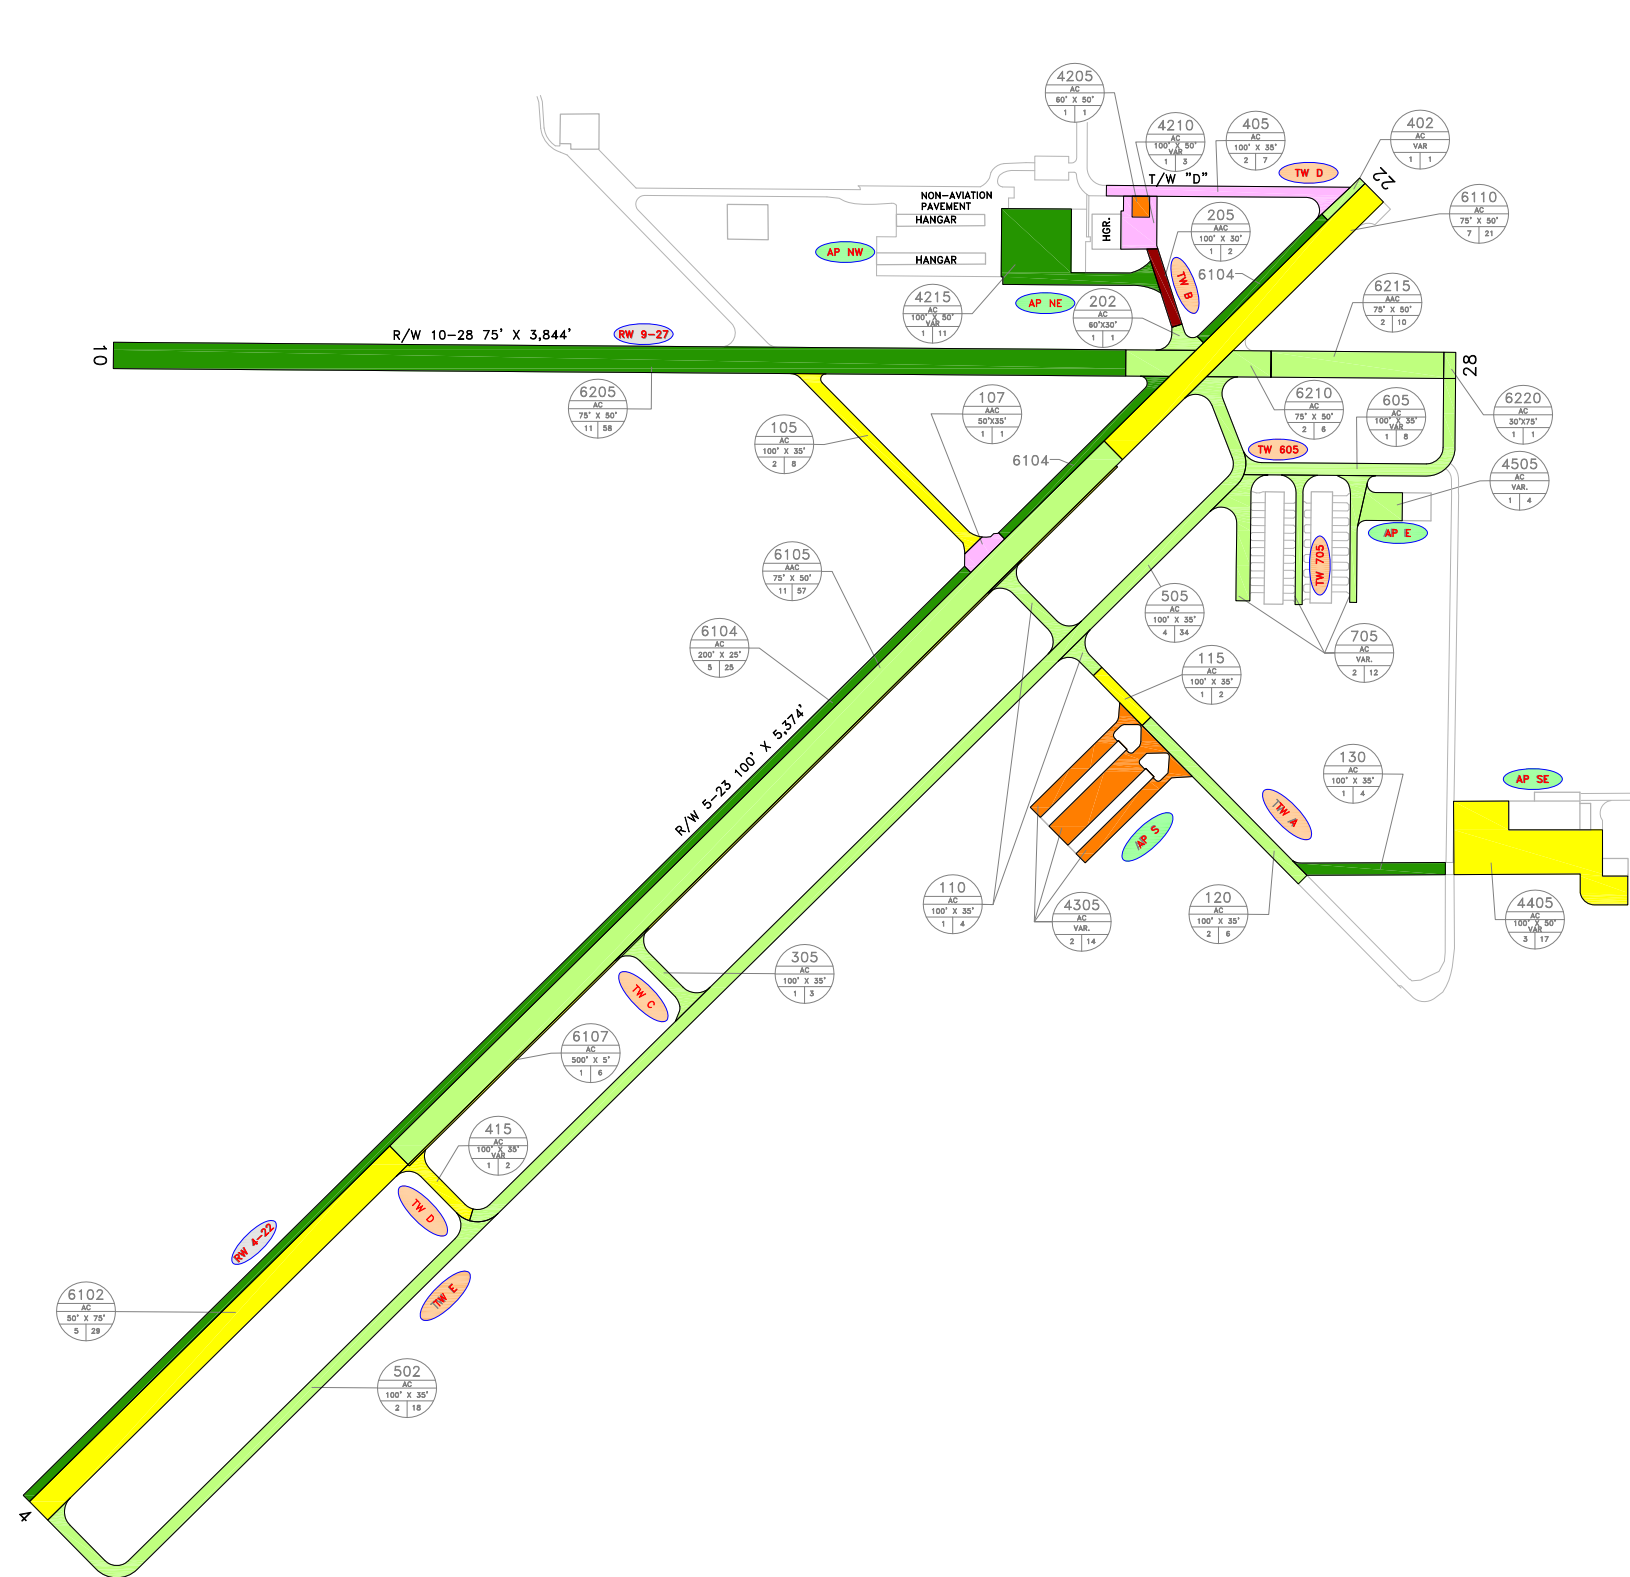 4205
AC
60' X 50'
1 1
4210
AC
100' X 50'
VAR
1 3
405
AC
100' X 35'
2 7
402
AC
VAR
1 1
TW D
T/W "D"
22
6110
AC
75' X 50'
7 21
NON-AVIATION
PAVEMENT
HANGAR
HANGAR
HGR.
205
AAC
100' X 30'
1 2
AP NW
TW B
6104
6215
AAC
75' X 50'
2 10
4215
AC
100' X 50'
VAR
1 11
AP NE
202
AC
60'X30'
1 1
R/W 10-28 75' X 3,844'
RW 9-27
10
28
6205
AC
75' X 50'
11 58
105
AC
100' X 35'
2 8
107
AAC
50'X35'
1 1
6210
AC
75' X 50'
2 6
605
AC
100' X 35'
VAR
1 8
6220
AC
30'X75'
1 1
6104
TW 605
4505
AC
VAR.
1 4
AP E
TW 705
6105
AAC
75' X 50'
11 57
505
AC
100' X 35'
4 34
6104
AC
200' X 25'
5 25
705
AC
VAR.
2 12
115
AC
100' X 35'
1 2
R/W 5-23 100' X 5,374'
130
AC
100' X 35'
1 4
AP SE
TW A
AP S
110
AC
100' X 35'
1 4
4305
AC
VAR.
2 14
120
AC
100' X 35'
2 6
4405
AC
100' X 50'
VAR
3 17
305
AC
100' X 35'
1 3
TW C
6107
AC
500' X 5'
1 6
415
AC
100' X 35'
VAR
1 2
TW D
RW 4-22
TW E
6102
AC
50' X 75'
5 29
502
AC
100' X 35'
2 18
4